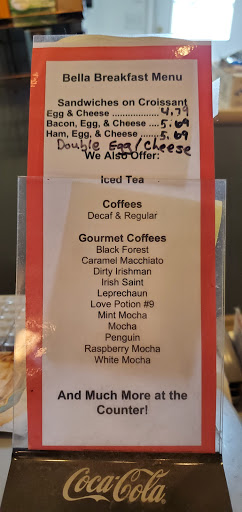 Bella Breakfast Menu
Sandwiches on Croissant
Egg & Cheese .................. 4.79
Bacon, Egg, & Cheese .... 5.69
Ham, Egg, & Cheese ....... 5.69
Double Egg/Cheese
We Also Offer:
Iced Tea
Coffees
Decaf & Regular
Gourmet Coffees
Black Forest
Caramel Macchiato
Dirty Irishman
Irish Saint
Leprechaun
Love Potion #9
Mint Mocha
Mocha
Penguin
Raspberry Mocha
White Mocha
And Much More at the
Counter!
Coca-Cola